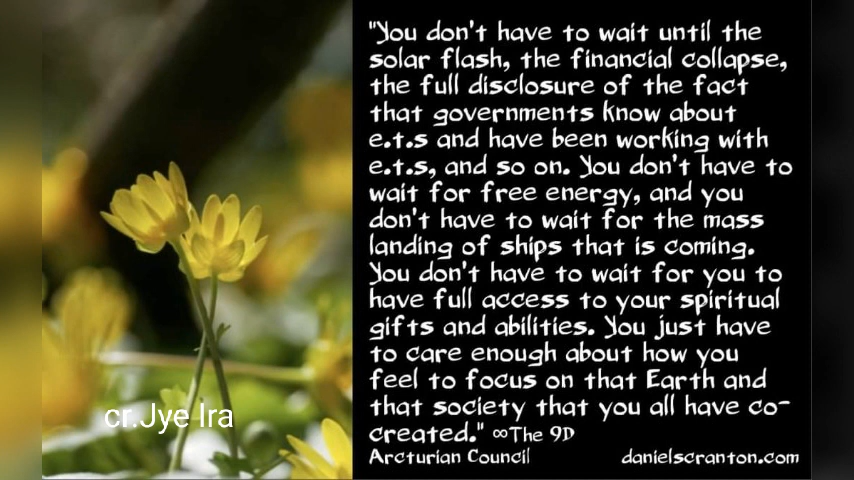 "You don't have to wait until the
solar flash, the financial collapse,
the full disclosure of the fact
that governments know about
e.t.s and have been working with
e.t.s, and so on. You don't have to
wait for free energy, and you
don't have to wait for the mass
landing of ships that is coming.
You don't have to wait for you to
have full access to your spiritual
gifts and abilities. You just have
to care enough about how you
feel to focus on that Earth and
that society that you all have co-
created." ∞The 9D
Arcturian Council
danielscranton.com
cr.Jye Ira